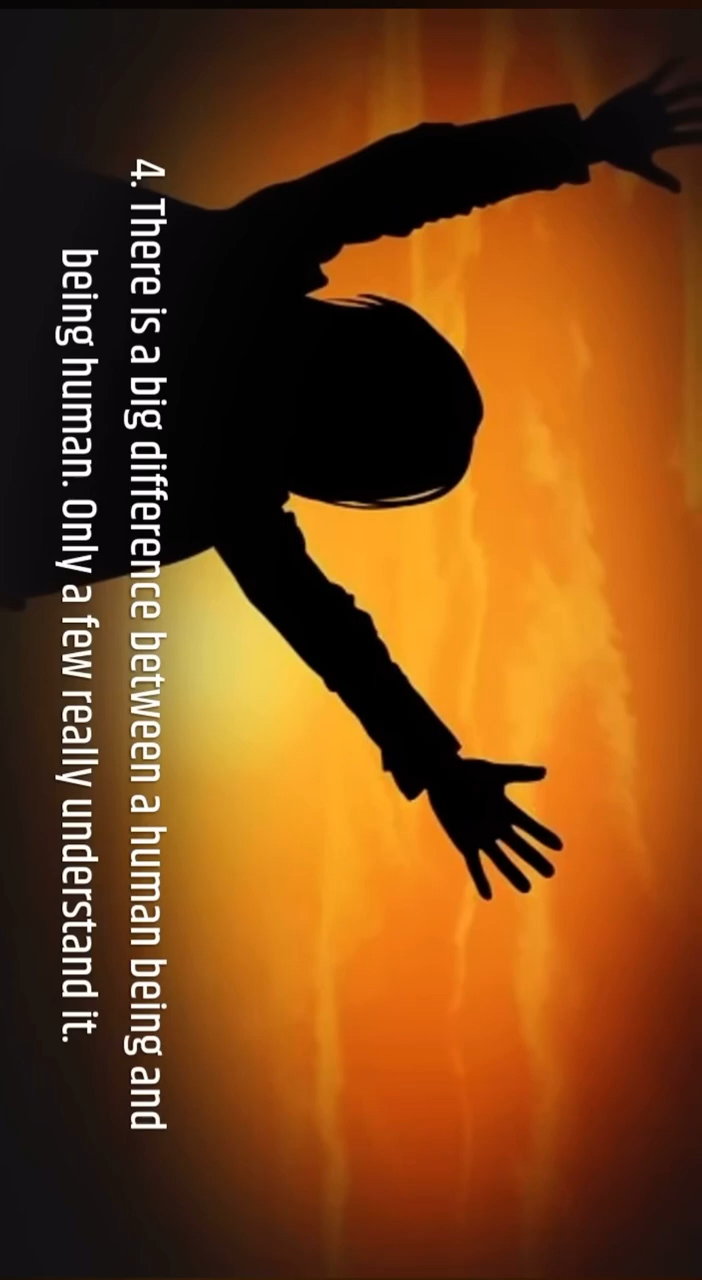 4. There is a big difference between a human being and
being human. Only a few really understand it.